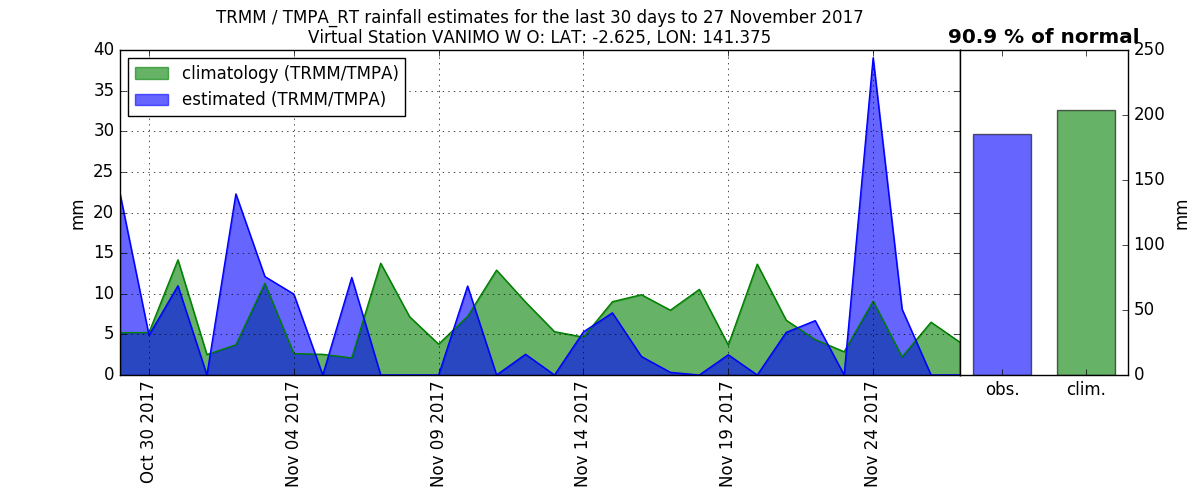 TRMM / TMPA_RT rainfall estimates for the last 30 days to 27 November 2017
Virtual Station VANIMO W O: LAT: -2.625, LON: 141.375
90.9 % of normal
climatology (TRMM/TMPA)
estimated (TRMM/TMPA)
40
35
30
25
20
15
10
5
0
mm
Oct 30 2017
Nov 04 2017
Nov 09 2017
Nov 14 2017
Nov 19 2017
Nov 24 2017
250
200
150
100
50
0
mm
obs.
clim.